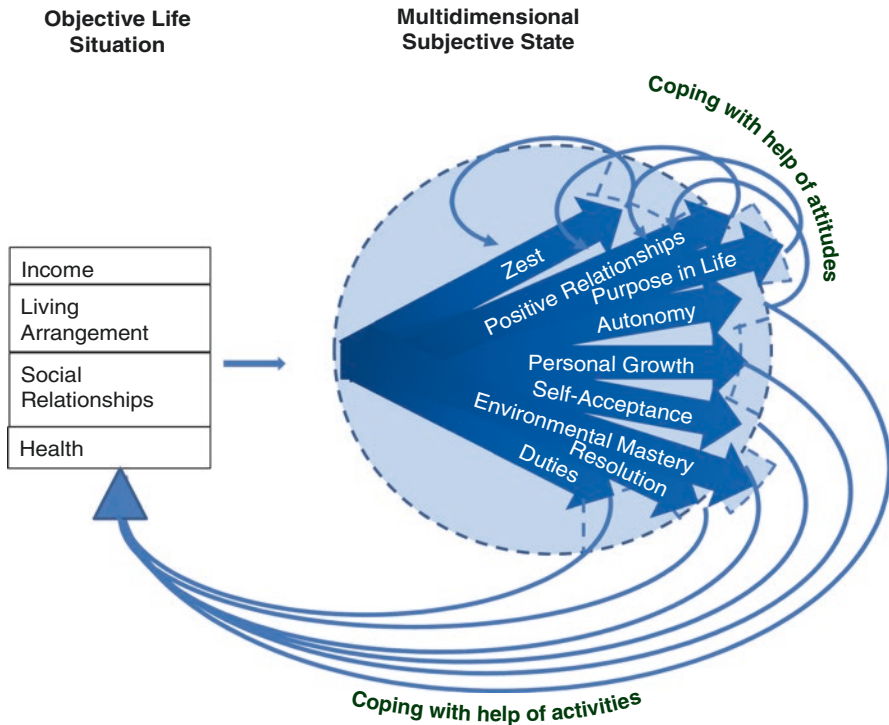 Objective Life
Situation
Multidimensional
Subjective State
Coping with help of attitudes
Income
Living
Arrangement
Social
Relationships
Health
Zest
Positive Relationships
Purpose in Life
Autonomy
Personal Growth
Self-Acceptance
Environmental Mastery
Resolution
Duties
Coping with help of activities